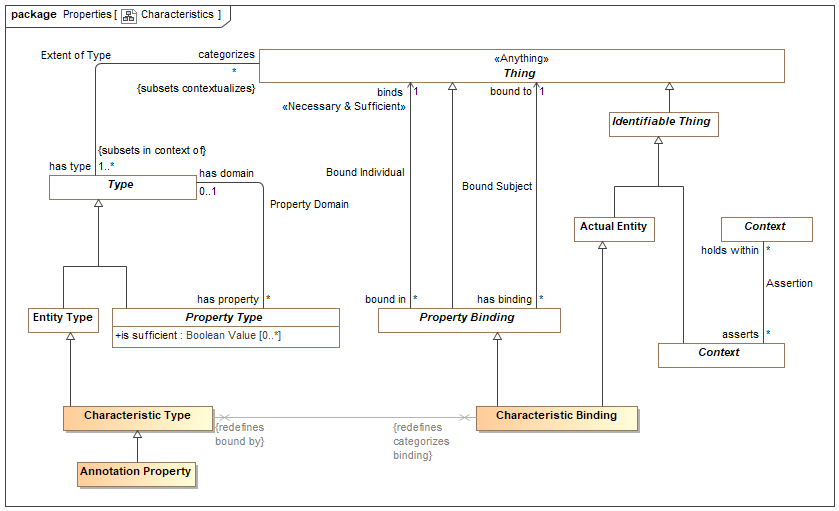 package Properties [ Characteristics ]
Extent of Type
categorizes
*
{subsets contextualizes}
«Anything»
Thing
binds
1
«Necessary & Sufficient»
bound to
1
Identifiable Thing
{subsets in context of}
has type
1..*
Type
has domain
0..1
Property Domain
Bound Individual
Bound Subject
Actual Entity
Context
holds within
*
Assertion
has property
*
bound in
*
has binding
*
Entity Type
Property Type
+is sufficient : Boolean Value [0..*]
Property Binding
asserts
*
Context
Characteristic Type
Characteristic Binding
{redefines
bound by}
{redefines
categorizes
binding}
Annotation Property